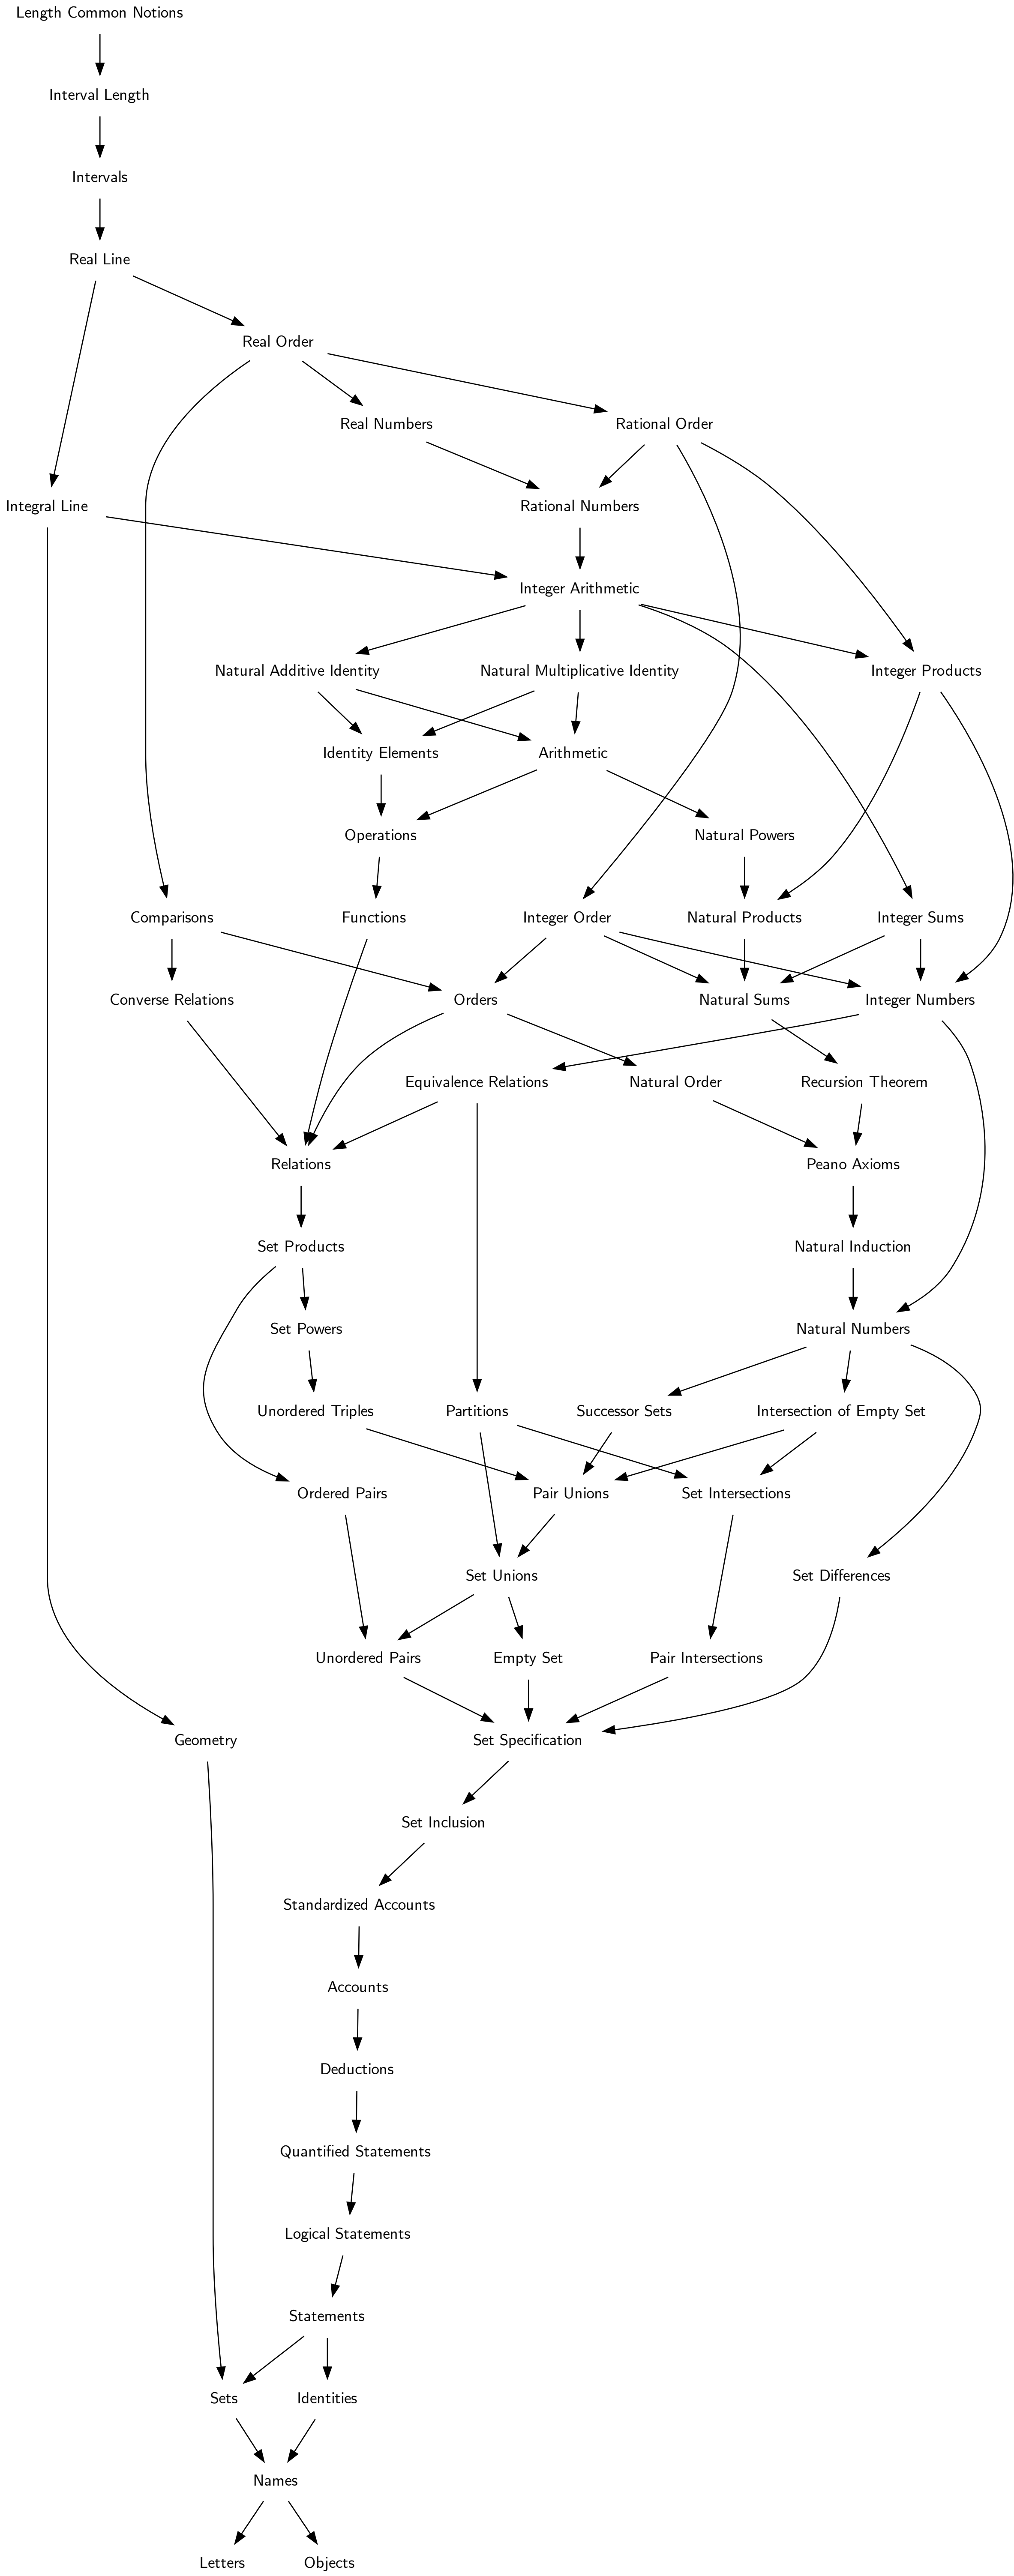 Length Common Notions
Interval Length
Intervals
Real Line
Real Order
Real Numbers
Rational Order
Integral Line
Rational Numbers
Integer Arithmetic
Natural Additive Identity
Natural Multiplicative Identity
Integer Products
Identity Elements
Arithmetic
Operations
Natural Powers
Comparisons
Functions
Integer Order
Natural Products
Integer Sums
Converse Relations
Orders
Natural Sums
Integer Numbers
Equivalence Relations
Natural Order
Recursion Theorem
Relations
Peano Axioms
Set Products
Natural Induction
Set Powers
Natural Numbers
Unordered Triples
Partitions
Successor Sets
Intersection of Empty Set
Ordered Pairs
Pair Unions
Set Intersections
Set Unions
Set Differences
Unordered Pairs
Empty Set
Pair Intersections
Geometry
Set Specification
Set Inclusion
Standardized Accounts
Accounts
Deductions
Quantified Statements
Logical Statements
Statements
Sets
Identities
Names
Letters
Objects